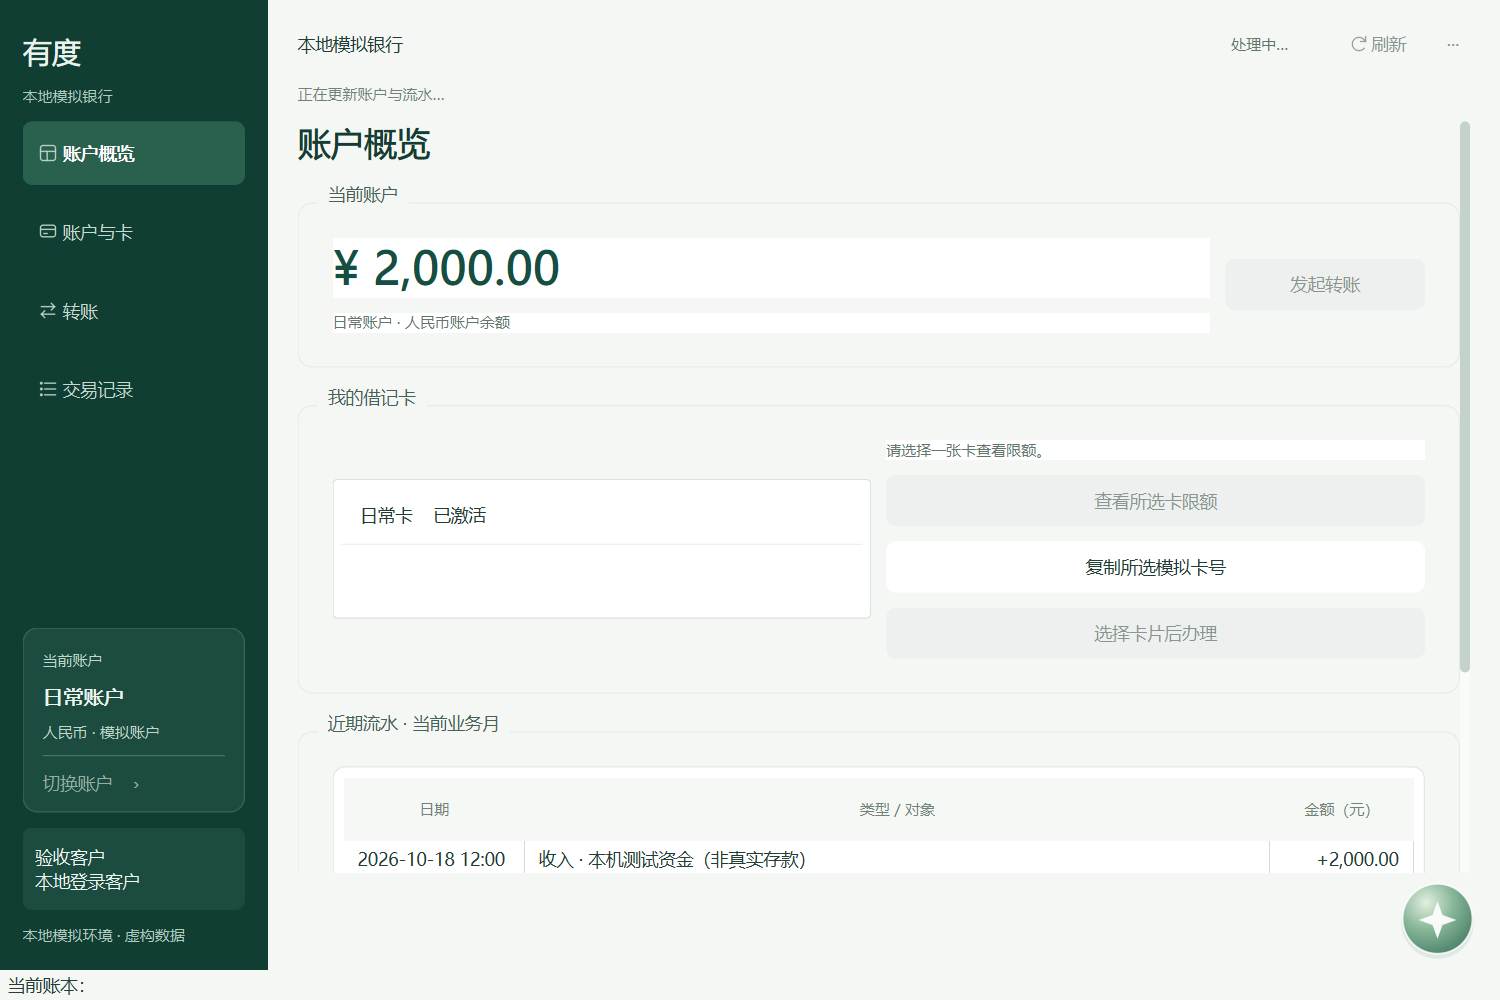 有度
本地模拟银行
账户概览
账户与卡
转账
交易记录
当前账户
日常账户
人民币 · 模拟账户
切换账户 ›
验收客户
本地登录客户
本地模拟环境 · 虚构数据
当前账本：
本地模拟银行
处理中...
刷新
...
正在更新账户与流水...
账户概览
当前账户
¥ 2,000.00
日常账户 · 人民币账户余额
发起转账
我的借记卡
日常卡 已激活
请选择一张卡查看限额。
查看所选卡限额
复制所选模拟卡号
选择卡片后办理
近期流水 · 当前业务月
日期 类型 / 对象 金额（元）
2026-10-18 12:00 收入 · 本机测试资金（非真实存款） +2,000.00